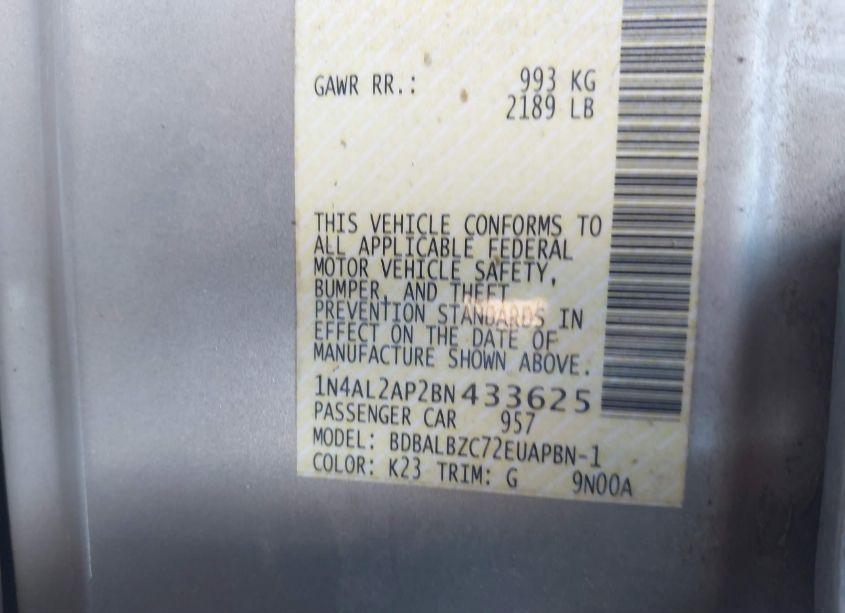 GAWR RR.: 993 KG
2189 LB
THIS VEHICLE CONFORMS TO
ALL APPLICABLE FEDERAL
MOTOR VEHICLE SAFETY,
BUMPER, AND THEFT
PREVENTION STANDARDS IN
EFFECT ON THE DATE OF
MANUFACTURE SHOWN ABOVE.
1N4AL2AP2BN433625
PASSENGER CAR 957
MODEL: BDBALBZC72EUAPBN-1
COLOR: K23 TRIM: G 9N00A